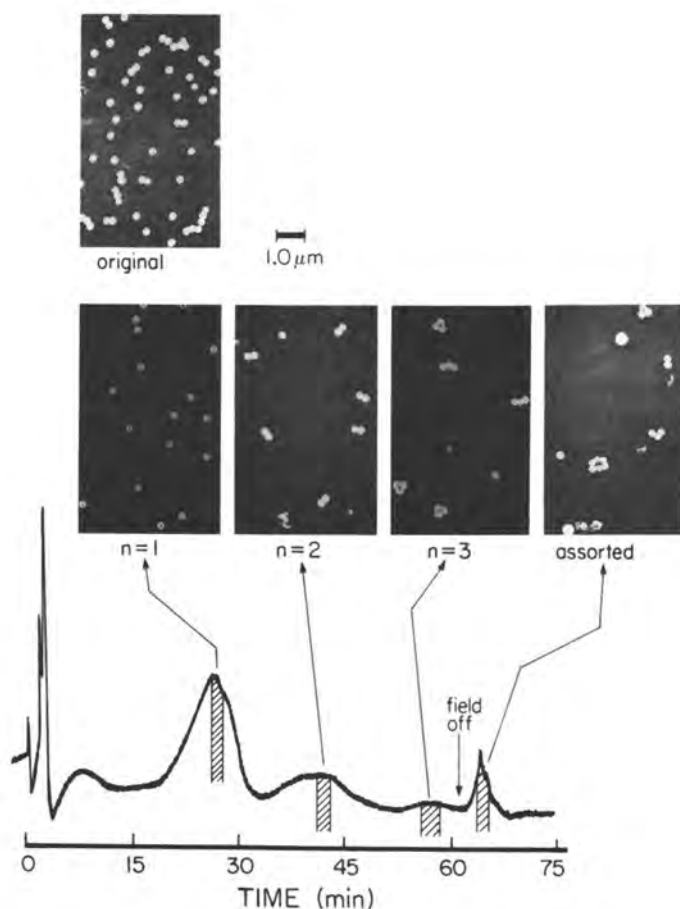 original
1.0 μm
n=1
n=2
n=3
assorted
field
off
0 15 30 45 60 75
TIME (min)